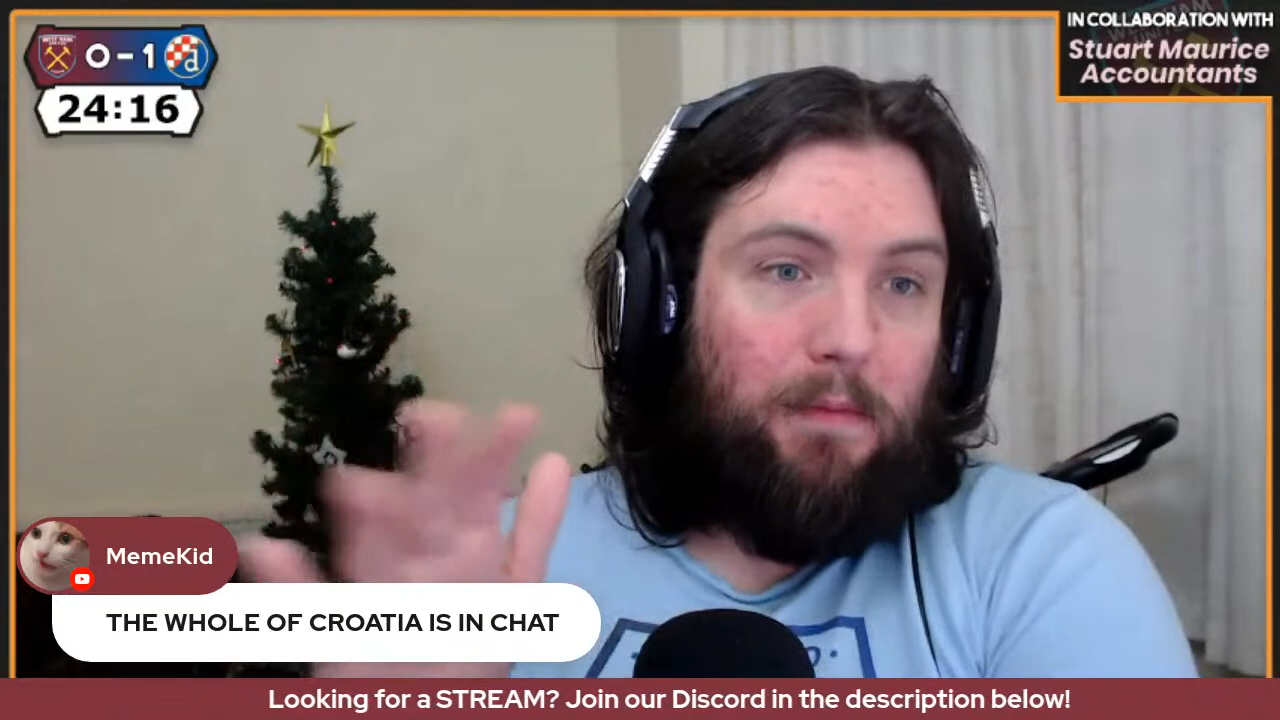 IN COLLABORATION WITH
Stuart Maurice
Accountants
0 - 1
24:16
MemeKid
THE WHOLE OF CROATIA IS IN CHAT
Looking for a STREAM? Join our Discord in the description below!